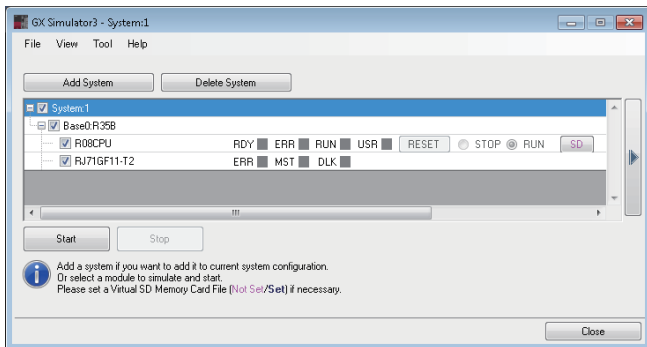 GX Simulator3 - System:1
File View Tool Help
Add System Delete System
System:1
Base0:R35B
R08CPU RDY ERR RUN USR RESET STOP RUN SD
RJ71GF11-T2 ERR MST DLK
Start Stop
Add a system if you want to add it to current system configuration.
Or select a module to simulate and start.
Please set a Virtual SD Memory Card File (Not Set/Set) if necessary.
Close